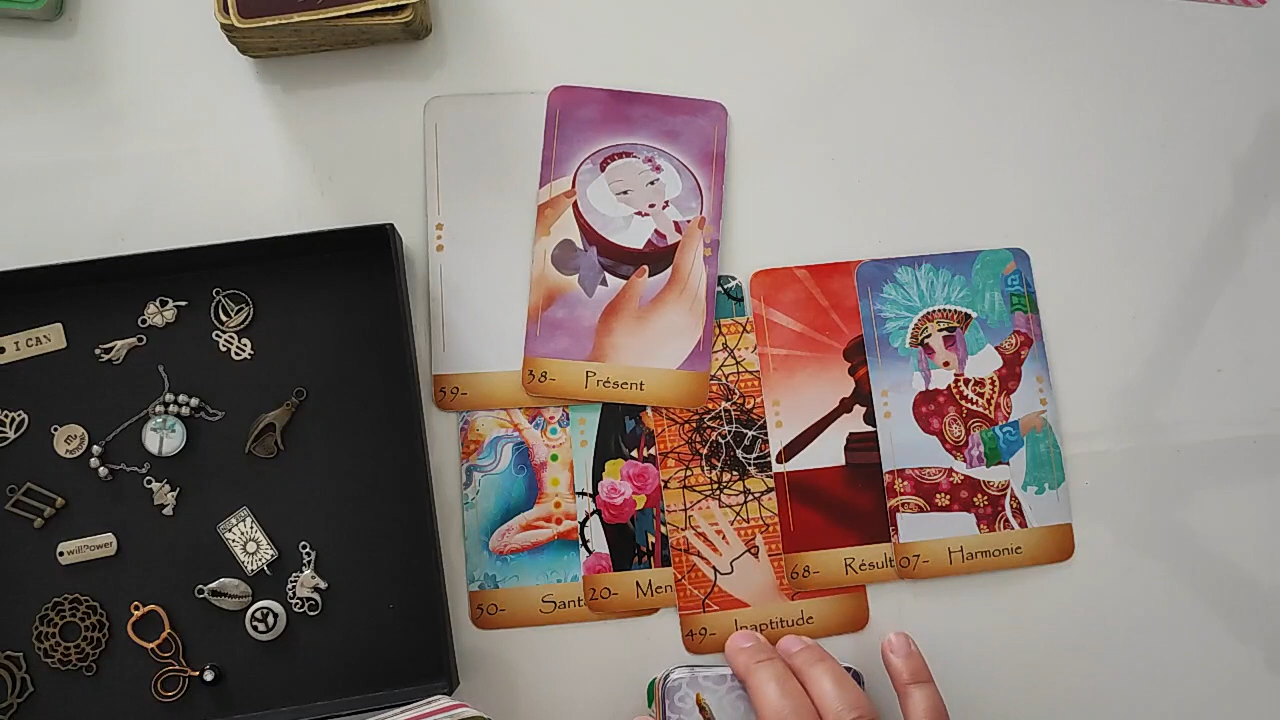 59-
38- Présent
50- Sant
20- Men
49- Inaptitude
68- Résult
07- Harmonie
I CAN
willPower